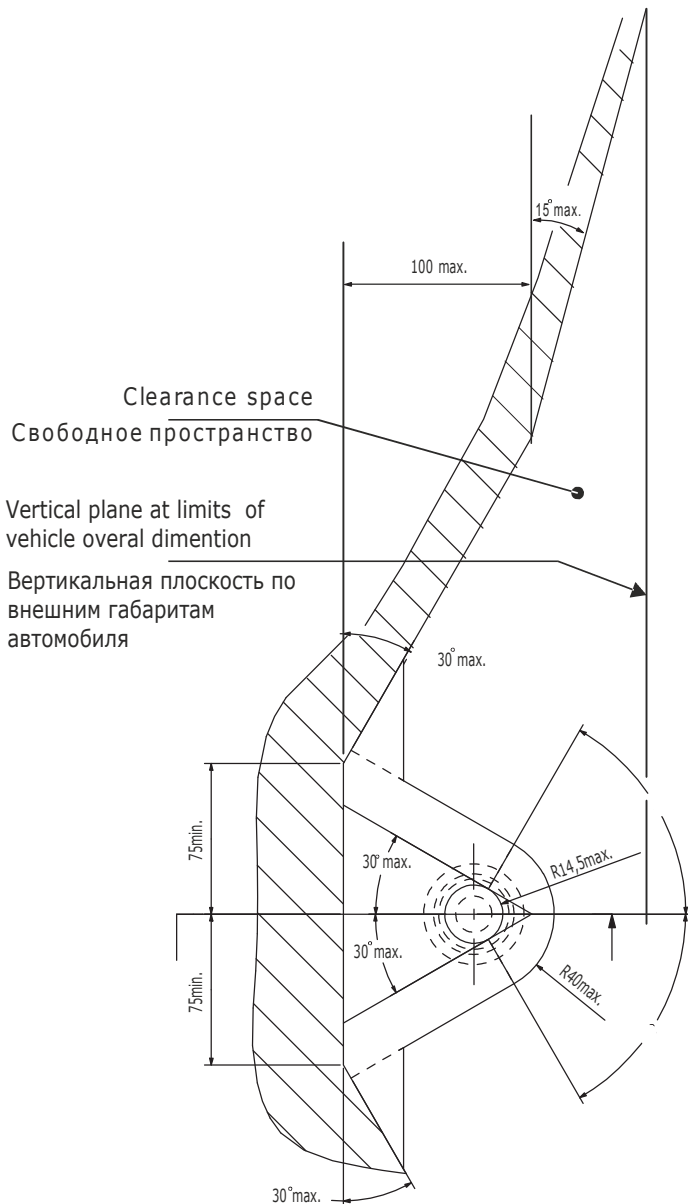 15° max.
100 max.
Clearance space
Свободное пространство
Vertical plane at limits of
vehicle overal dimention
Вертикальная плоскость по
внешним габаритам
автомобиля
30° max.
75min.
30° max.
R14,5max.
30° max.
75min.
R40max.
30° max.